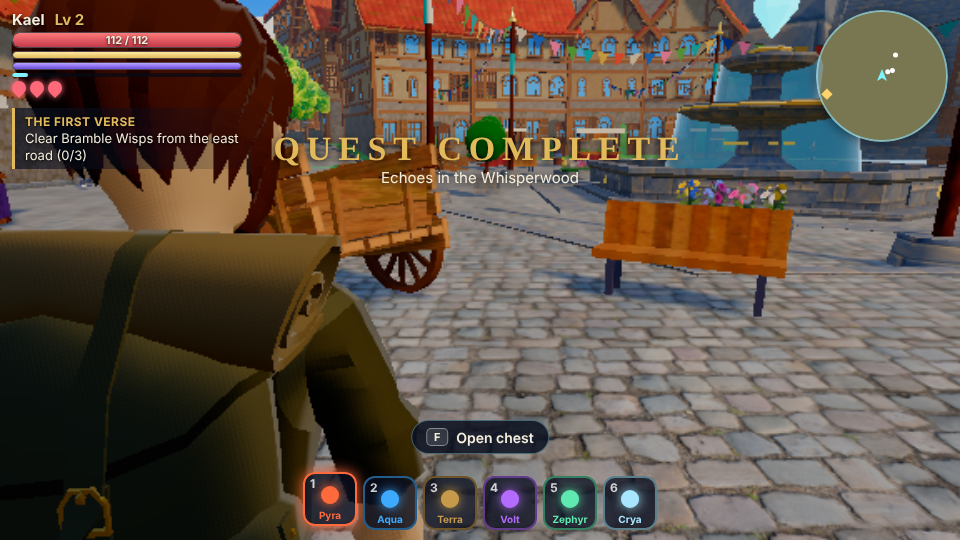 Kael Lv 2
112 / 112
THE FIRST VERSE
Clear Bramble Wisps from the east
road (0/3)
QUEST COMPLETE
Echoes in the Whisperwood
F Open chest
1 Pyra
2 Aqua
3 Terra
4 Volt
5 Zephyr
6 Crya